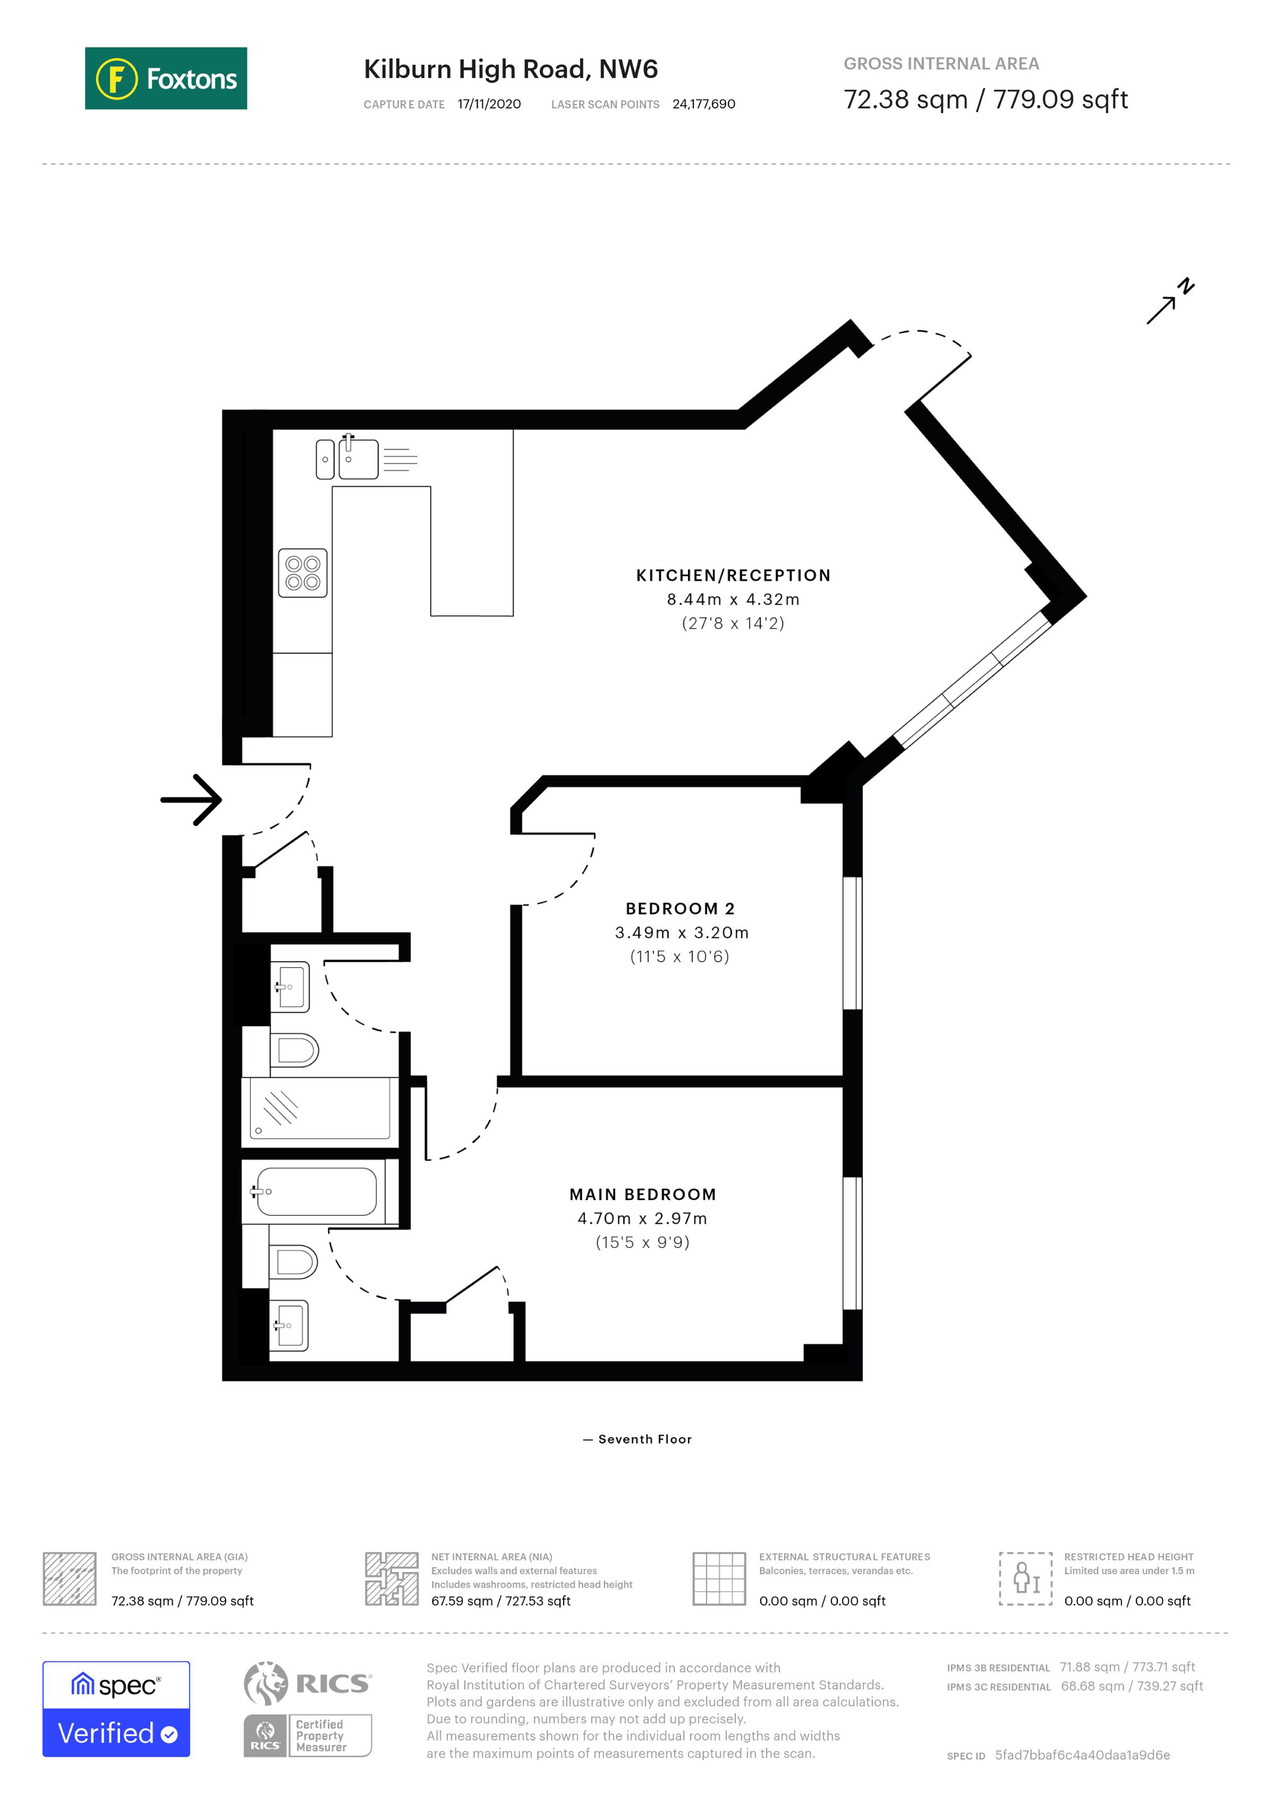 Foxtons
Kilburn High Road, NW6
CAPTURE DATE 17/11/2020 LASER SCAN POINTS 24,177,690
GROSS INTERNAL AREA
72.38 sqm / 779.09 sqft
N
KITCHEN/RECEPTION
8.44m x 4.32m
(27'8 x 14'2)
BEDROOM 2
3.49m x 3.20m
(11'5 x 10'6)
MAIN BEDROOM
4.70m x 2.97m
(15'5 x 9'9)
— Seventh Floor
GROSS INTERNAL AREA (GIA)
The footprint of the property
72.38 sqm / 779.09 sqft
NET INTERNAL AREA (NIA)
Excludes walls and external features
Includes washrooms, restricted head height
67.59 sqm / 727.53 sqft
EXTERNAL STRUCTURAL FEATURES
Balconies, terraces, verandas etc.
0.00 sqm / 0.00 sqft
RESTRICTED HEAD HEIGHT
Limited use area under 1.5 m
0.00 sqm / 0.00 sqft
spec®
Verified
RICS®
RICS
Certified
Property
Measurer
Spec Verified floor plans are produced in accordance with
Royal Institution of Chartered Surveyors' Property Measurement Standards.
Plots and gardens are illustrative only and excluded from all area calculations.
Due to rounding, numbers may not add up precisely.
All measurements shown for the individual room lengths and widths
are the maximum points of measurements captured in the scan.
IPMS 3B RESIDENTIAL 71.88 sqm / 773.71 sqft
IPMS 3C RESIDENTIAL 68.68 sqm / 739.27 sqft
SPEC ID 5fad7bbaf6c4a40daa1a9d6e